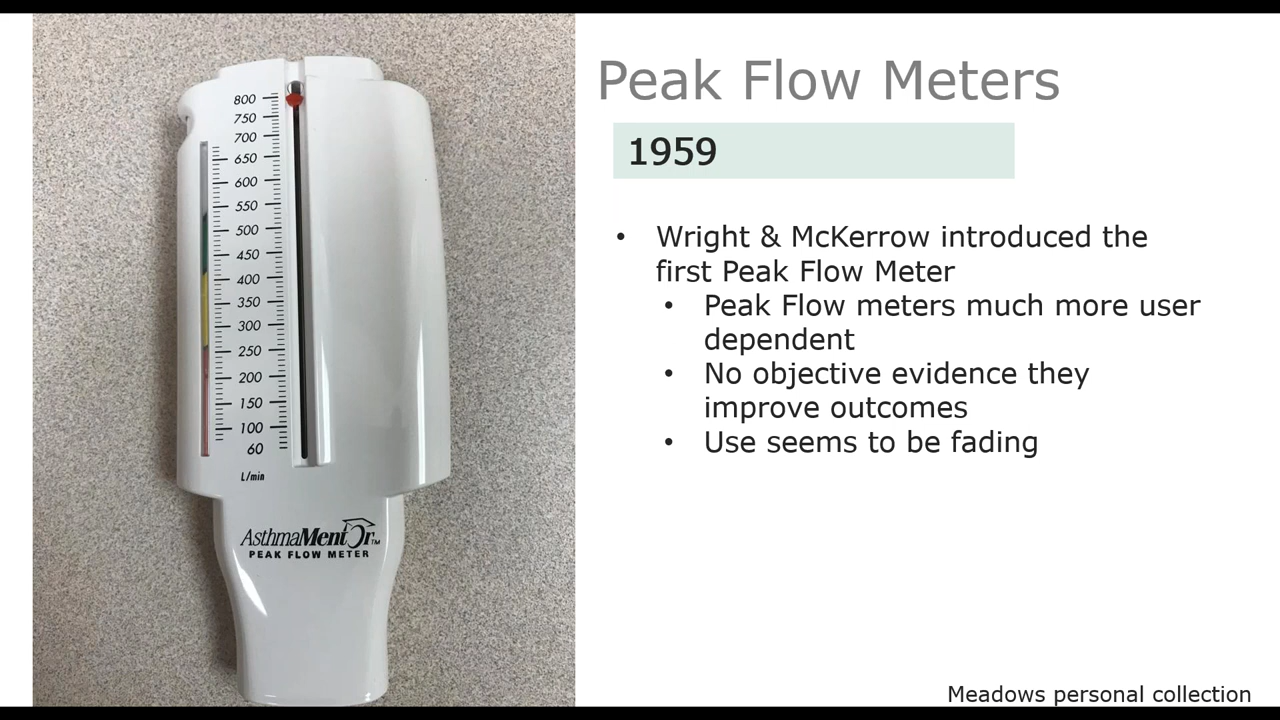 Peak Flow Meters
1959
• Wright & McKerrow introduced the
first Peak Flow Meter
• Peak Flow meters much more user
dependent
• No objective evidence they
improve outcomes
• Use seems to be fading
Meadows personal collection
800
750
700
650
600
550
500
450
400
350
300
250
200
150
100
60
L/min
AsthmaMentOr™
PEAK FLOW METER